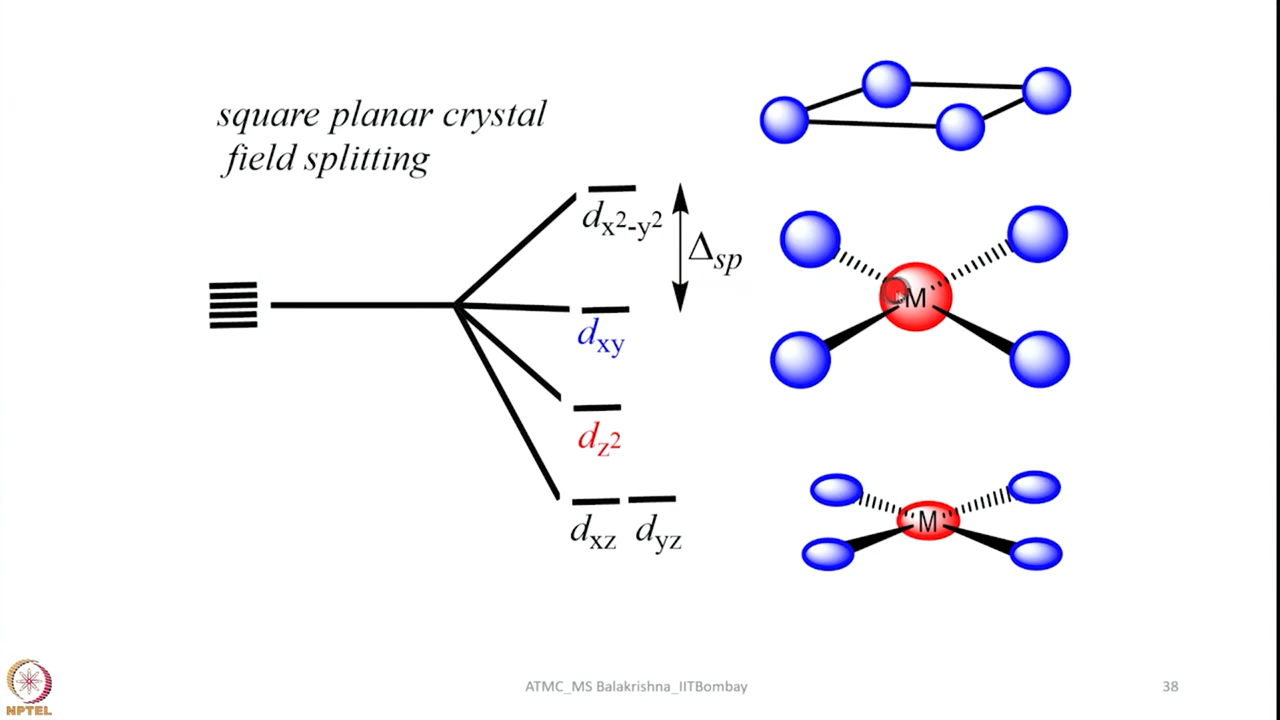 square planar crystal
field splitting
dx²-y²
Δsp
dxy
dz²
dxz dyz
M
M
NPTEL
ATMC_MS Balakrishna_IITBombay
38